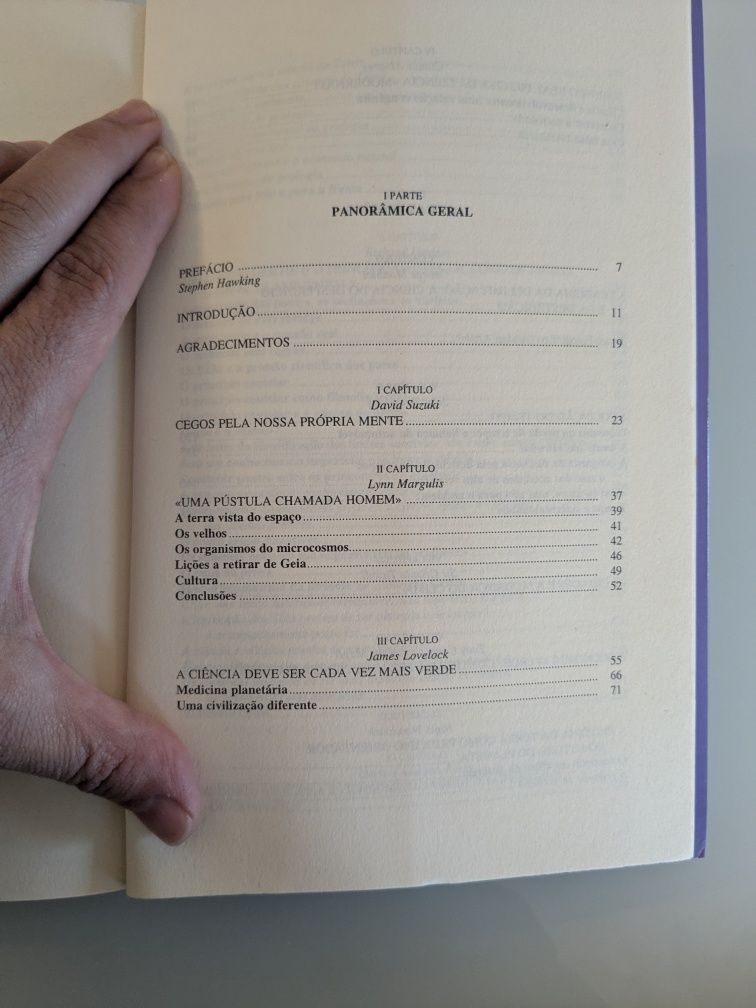 I PARTE
PANORÂMICA GERAL
PREFÁCIO ........ 7
Stephen Hawking
INTRODUÇÃO ........ 11
AGRADECIMENTOS ........ 19
I CAPÍTULO
David Suzuki
CEGOS PELA NOSSA PRÓPRIA MENTE ........ 23
II CAPÍTULO
Lynn Margulis
«UMA PÚSTULA CHAMADA HOMEM» ........ 37
A terra vista do espaço ........ 39
Os velhos ........ 41
Os organismos do microcosmos ........ 42
Lições a retirar de Geia ........ 46
Cultura ........ 49
Conclusões ........ 52
III CAPÍTULO
James Lovelock
A CIÊNCIA DEVE SER CADA VEZ MAIS VERDE ........ 55
Medicina planetária ........ 66
Uma civilização diferente ........ 71